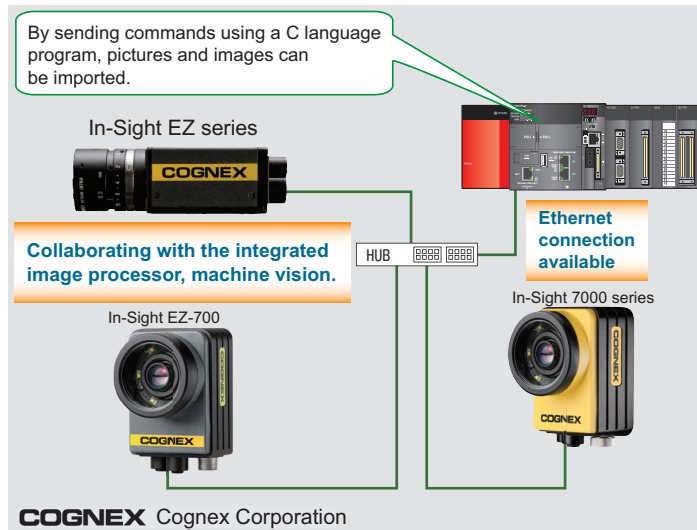 By sending commands using a C language
program, pictures and images can
be imported.
In-Sight EZ series
COGNEX
Collaborating with the integrated
image processor, machine vision.
HUB
Ethernet
connection
available
In-Sight EZ-700
COGNEX
COGNEX
In-Sight 7000 series
COGNEX
COGNEX
COGNEX Cognex Corporation